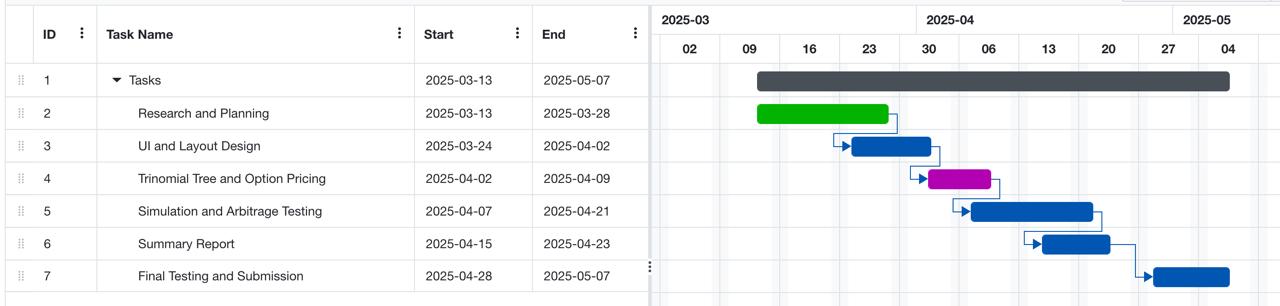 ID Task Name Start End 2025-03 2025-04 2025-05
02 09 16 23 30 06 13 20 27 04
1 Tasks 2025-03-13 2025-05-07
2 Research and Planning 2025-03-13 2025-03-28
3 UI and Layout Design 2025-03-24 2025-04-02
4 Trinomial Tree and Option Pricing 2025-04-02 2025-04-09
5 Simulation and Arbitrage Testing 2025-04-07 2025-04-21
6 Summary Report 2025-04-15 2025-04-23
7 Final Testing and Submission 2025-04-28 2025-05-07